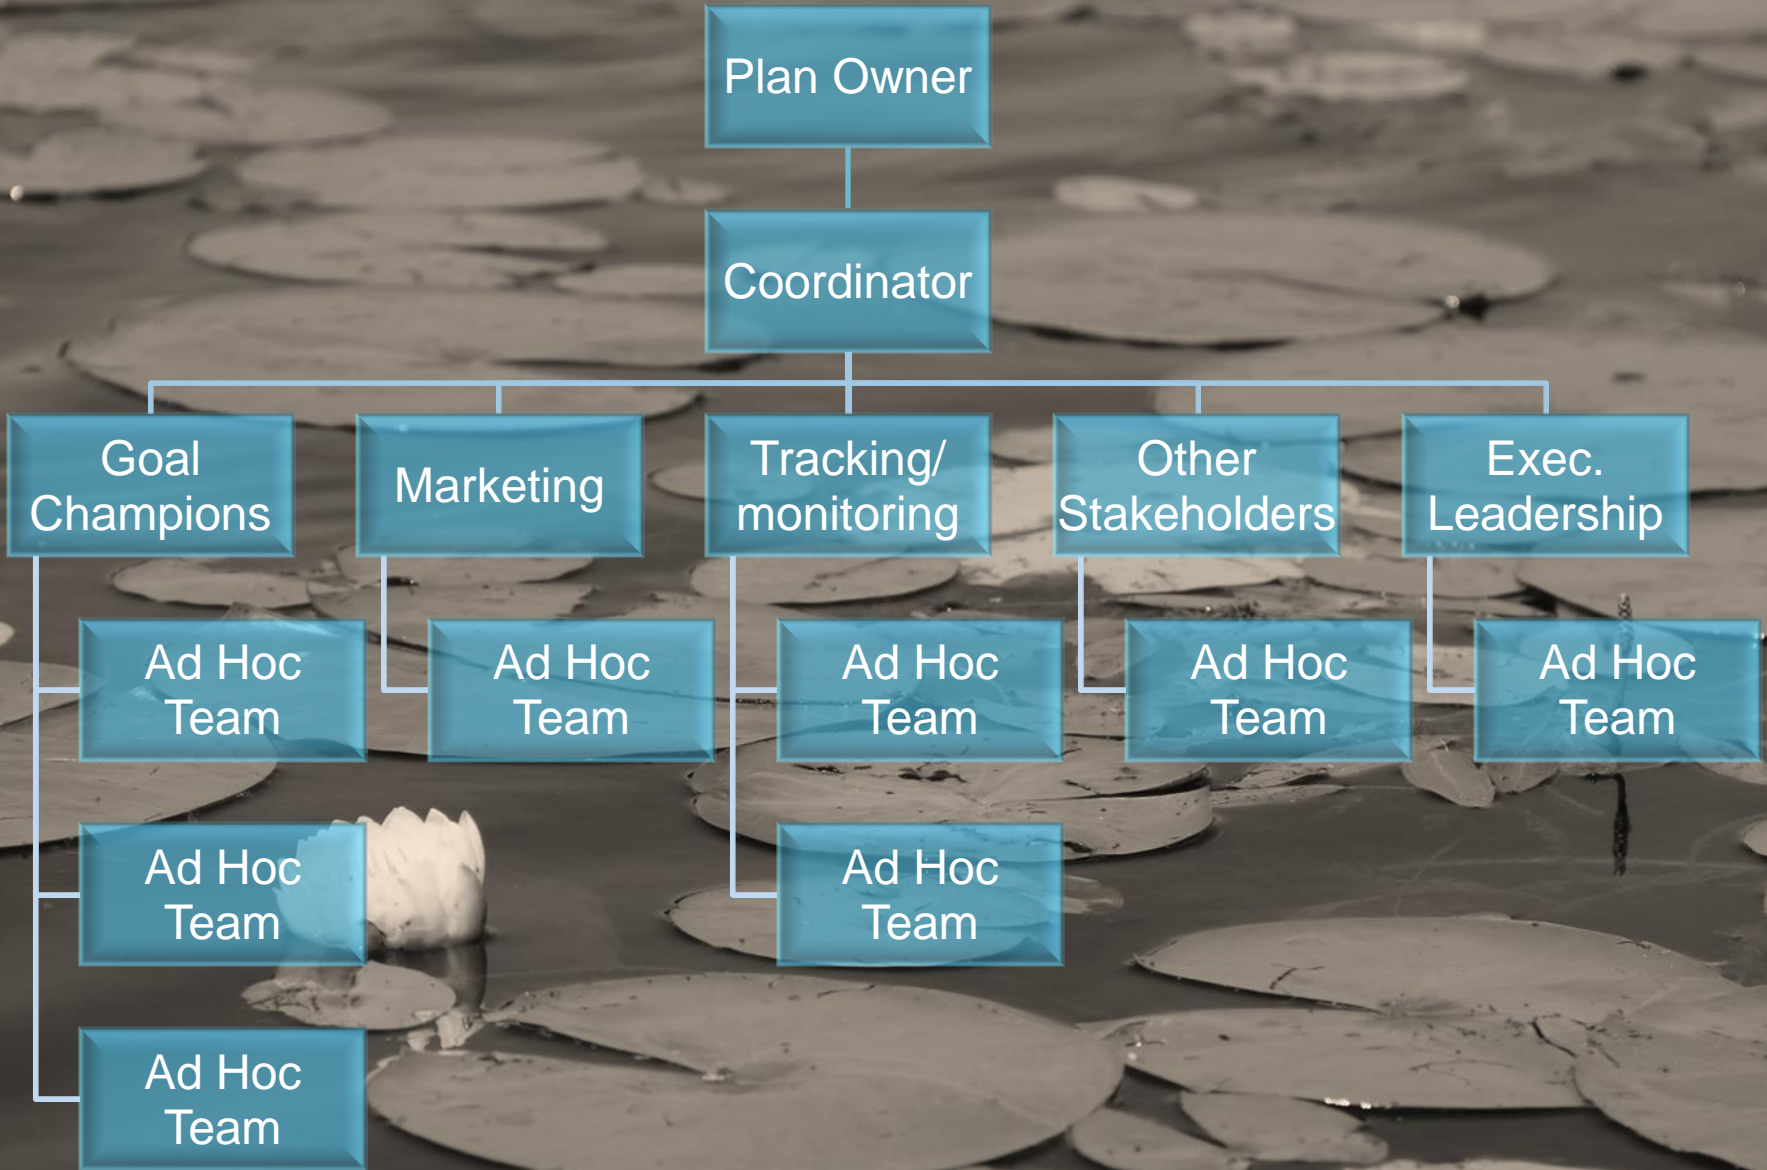 Plan Owner
Coordinator
Goal
Champions
Marketing
Tracking/
monitoring
Other
Stakeholders
Exec.
Leadership
Ad Hoc
Team
Ad Hoc
Team
Ad Hoc
Team
Ad Hoc
Team
Ad Hoc
Team
Ad Hoc
Team
Ad Hoc
Team
Ad Hoc
Team